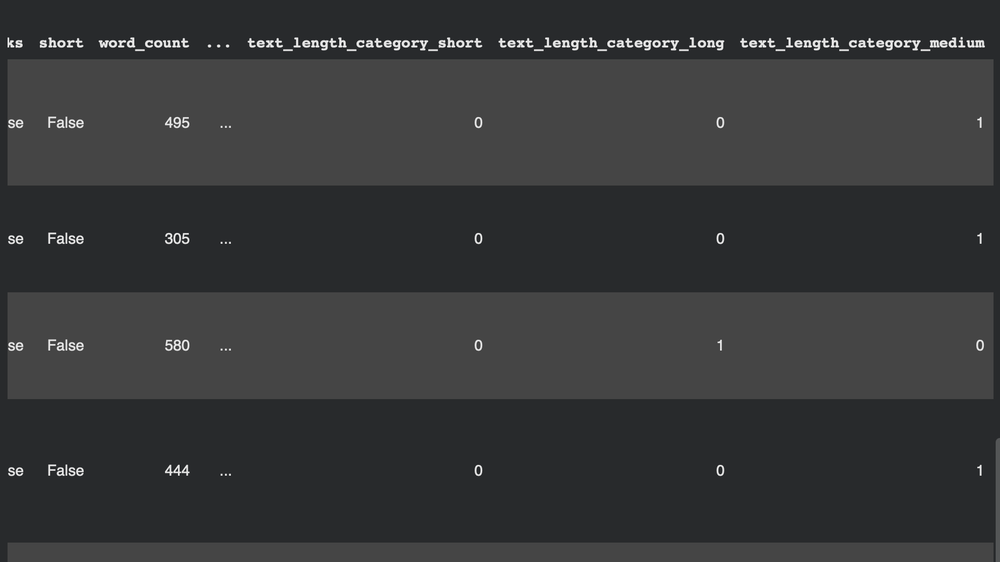 ks short word_count ... text_length_category_short text_length_category_long text_length_category_medium
se False 495 ... 0 0 1
se False 305 ... 0 0 1
se False 580 ... 0 1 0
se False 444 ... 0 0 1